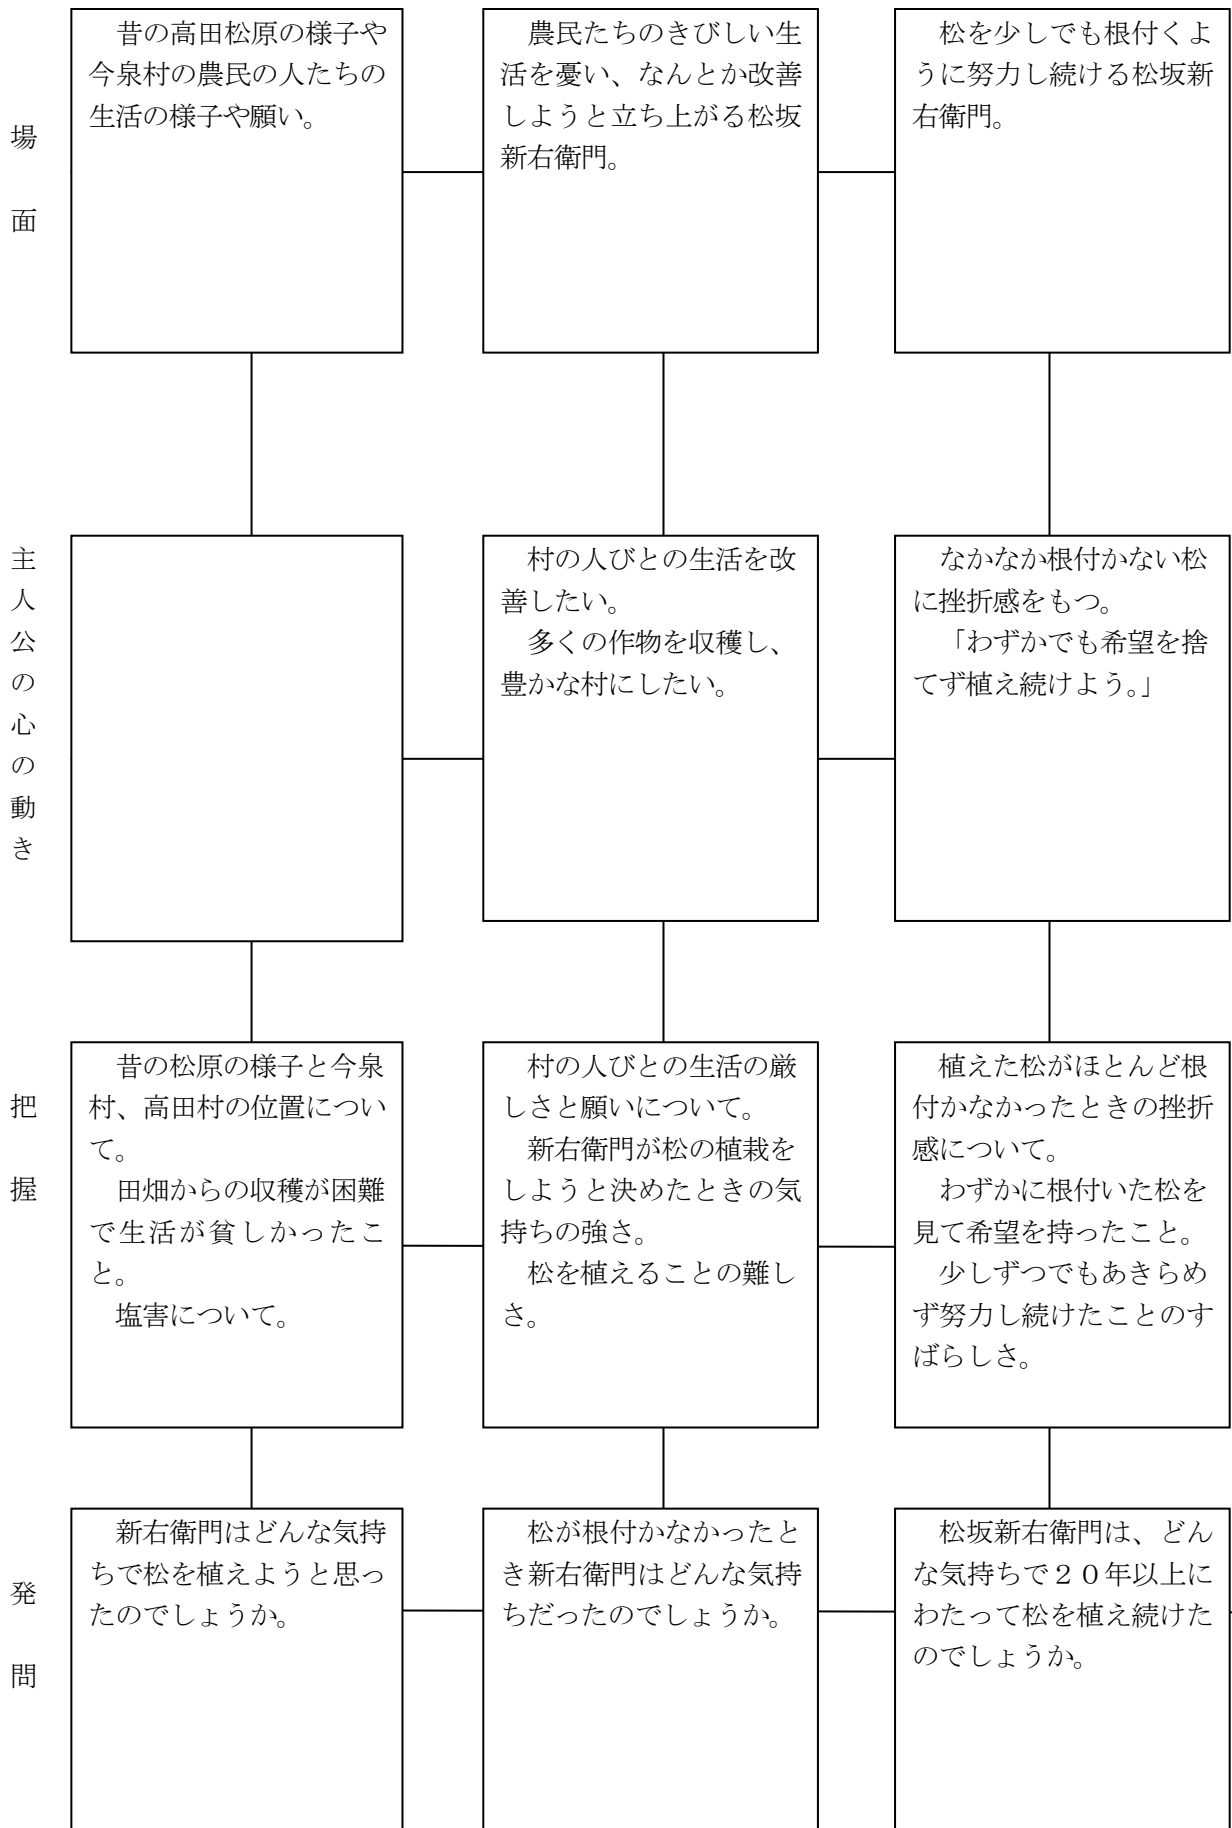 場面
昔の高田松原の様子や
今泉村の農民の人たちの
生活の様子や願い。
農民たちのきびしい生
活を憂い、なんとか改善
しようと立ち上がる松坂
新右衛門。
松を少しでも根付くよ
うに努力し続ける松坂新
右衛門。
主人公の心の動き
村の人びとの生活を改
善したい。
多くの作物を収穫し、
豊かな村にしたい。
なかなか根付かない松
に挫折感をもつ。
「わずかでも希望を捨
てず植え続けよう。」
把握
昔の松原の様子と今泉
村、高田村の位置につい
て。
田畑からの収穫が困難
で生活が貧しかったこ
と。
塩害について。
村の人びとの生活の厳
しさと願いについて。
新右衛門が松の植栽を
しようと決めたときの気
持ちの強さ。
松を植えることの難し
さ。
植えた松がほとんど根
付かなかったときの挫折
感について。
わずかに根付いた松を
見て希望を持ったこと。
少しずつでもあきらめ
ず努力し続けたことのす
ばらしさ。
発問
新右衛門はどんな気持
ちで松を植えようと思っ
たのでしょうか。
松が根付かなかったと
き新右衛門はどんな気持
ちだったのでしょうか。
松坂新右衛門は、どん
な気持ちで２０年以上に
わたって松を植え続けた
のでしょうか。